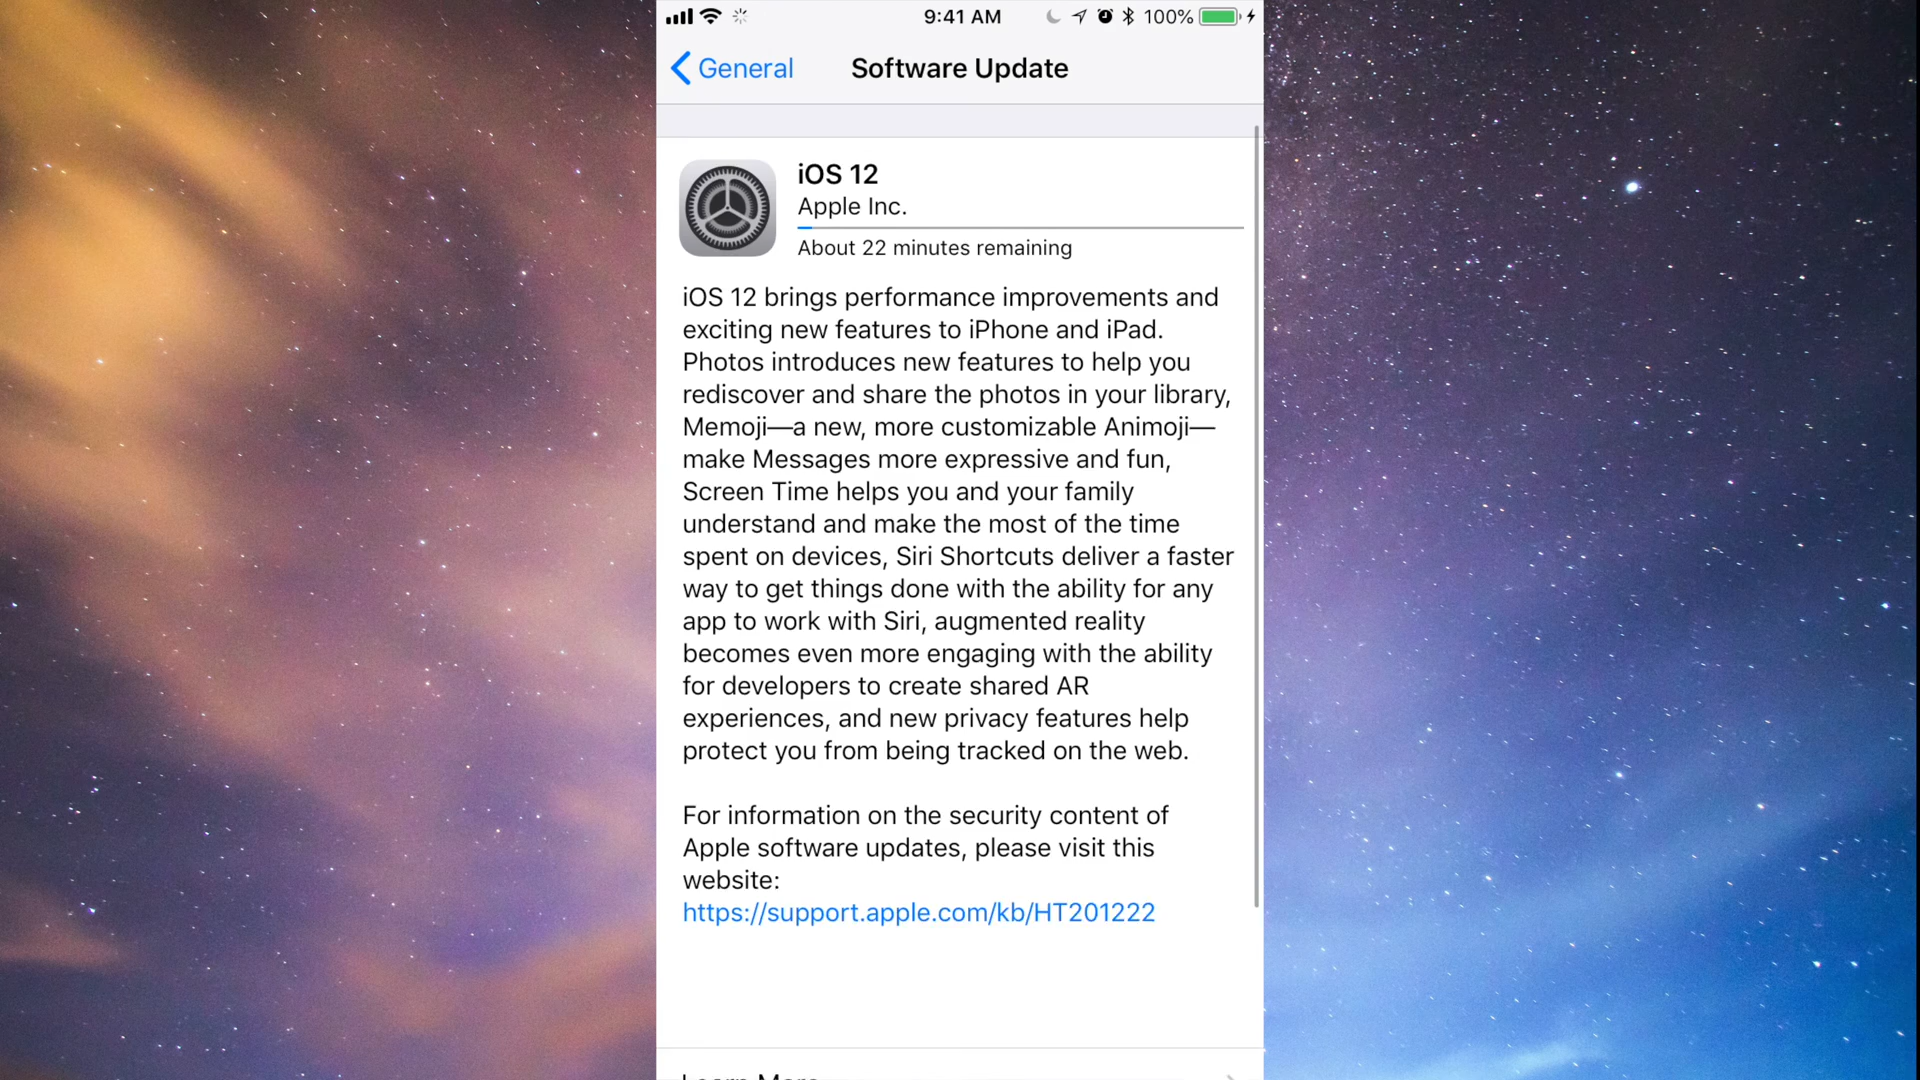 9:41 AM
100%
General
Software Update
iOS 12
Apple Inc.
About 22 minutes remaining
iOS 12 brings performance improvements and
exciting new features to iPhone and iPad.
Photos introduces new features to help you
rediscover and share the photos in your library,
Memoji—a new, more customizable Animoji—
make Messages more expressive and fun,
Screen Time helps you and your family
understand and make the most of the time
spent on devices, Siri Shortcuts deliver a faster
way to get things done with the ability for any
app to work with Siri, augmented reality
becomes even more engaging with the ability
for developers to create shared AR
experiences, and new privacy features help
protect you from being tracked on the web.
For information on the security content of
Apple software updates, please visit this
website:
https://support.apple.com/kb/HT201222
Learn More